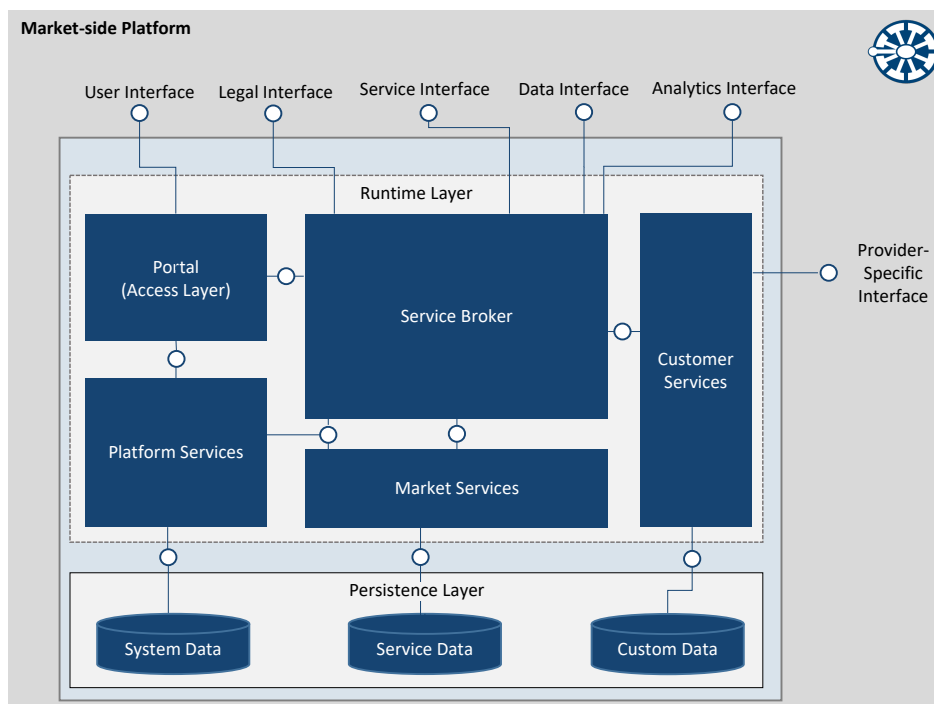 Market-side Platform
User Interface
Legal Interface
Service Interface
Data Interface
Analytics Interface
Runtime Layer
Portal
(Access Layer)
Service Broker
Provider-
Specific
Interface
Customer
Services
Platform Services
Market Services
Persistence Layer
System Data
Service Data
Custom Data